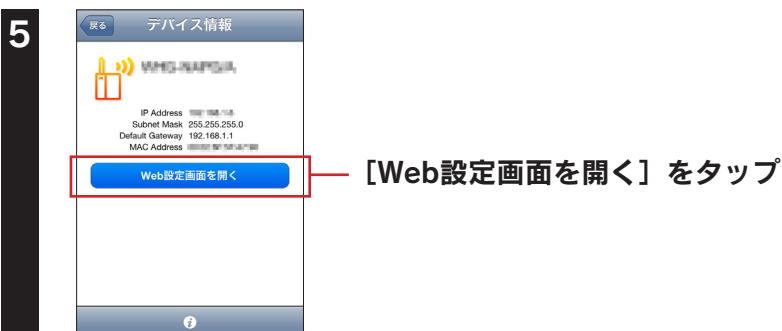 5
戻る
デバイス情報
IP Address
Subnet Mask 255.255.255.0
Default Gateway 192.168.1.1
MAC Address
Web設定画面を開く
［Web設定画面を開く］をタップ